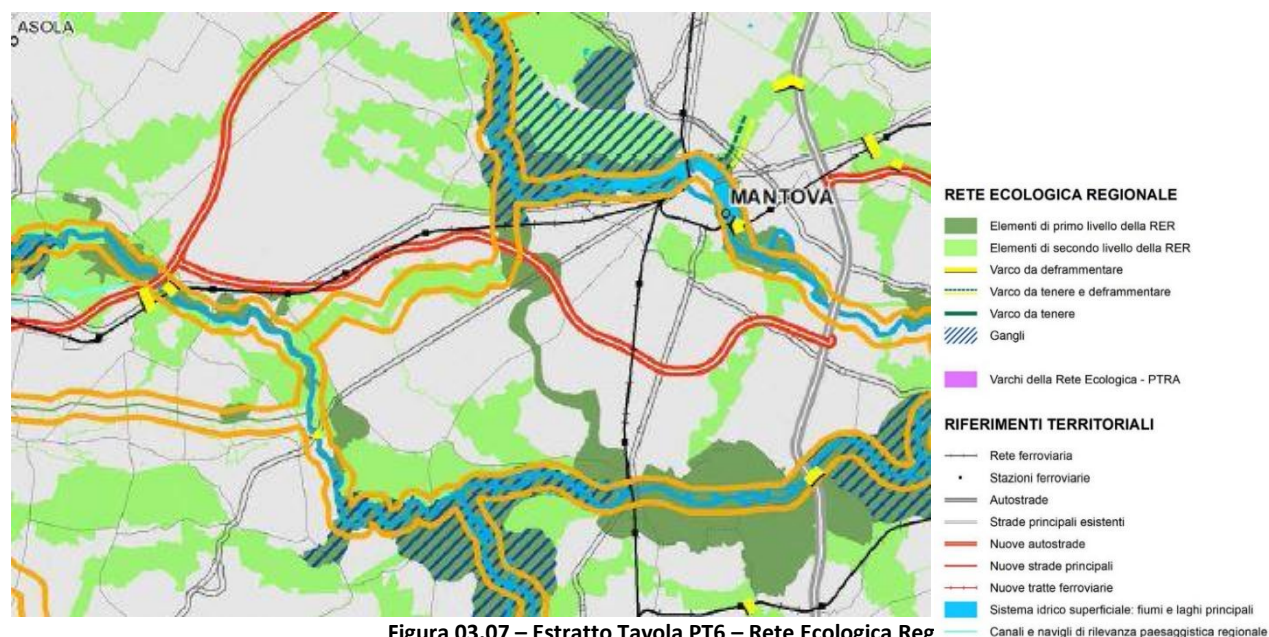 ASOLA
MANTOVA
RETE ECOLOGICA REGIONALE
Elementi di primo livello della RER
Elementi di secondo livello della RER
Varco da deframmentare
Varco da tenere e deframmentare
Varco da tenere
Gangli
Varchi della Rete Ecologica - PTRA
RIFERIMENTI TERRITORIALI
Rete ferroviaria
Stazioni ferroviarie
Autostrade
Strade principali esistenti
Nuove autostrade
Nuove strade principali
Nuove tratte ferroviarie
Sistema idrico superficiale: fiumi e laghi principali
Canali e navigli di rilevanza paesaggistica regionale
Figura 03.07 – Estratto Tavola PT6 – Rete Ecologica Reg